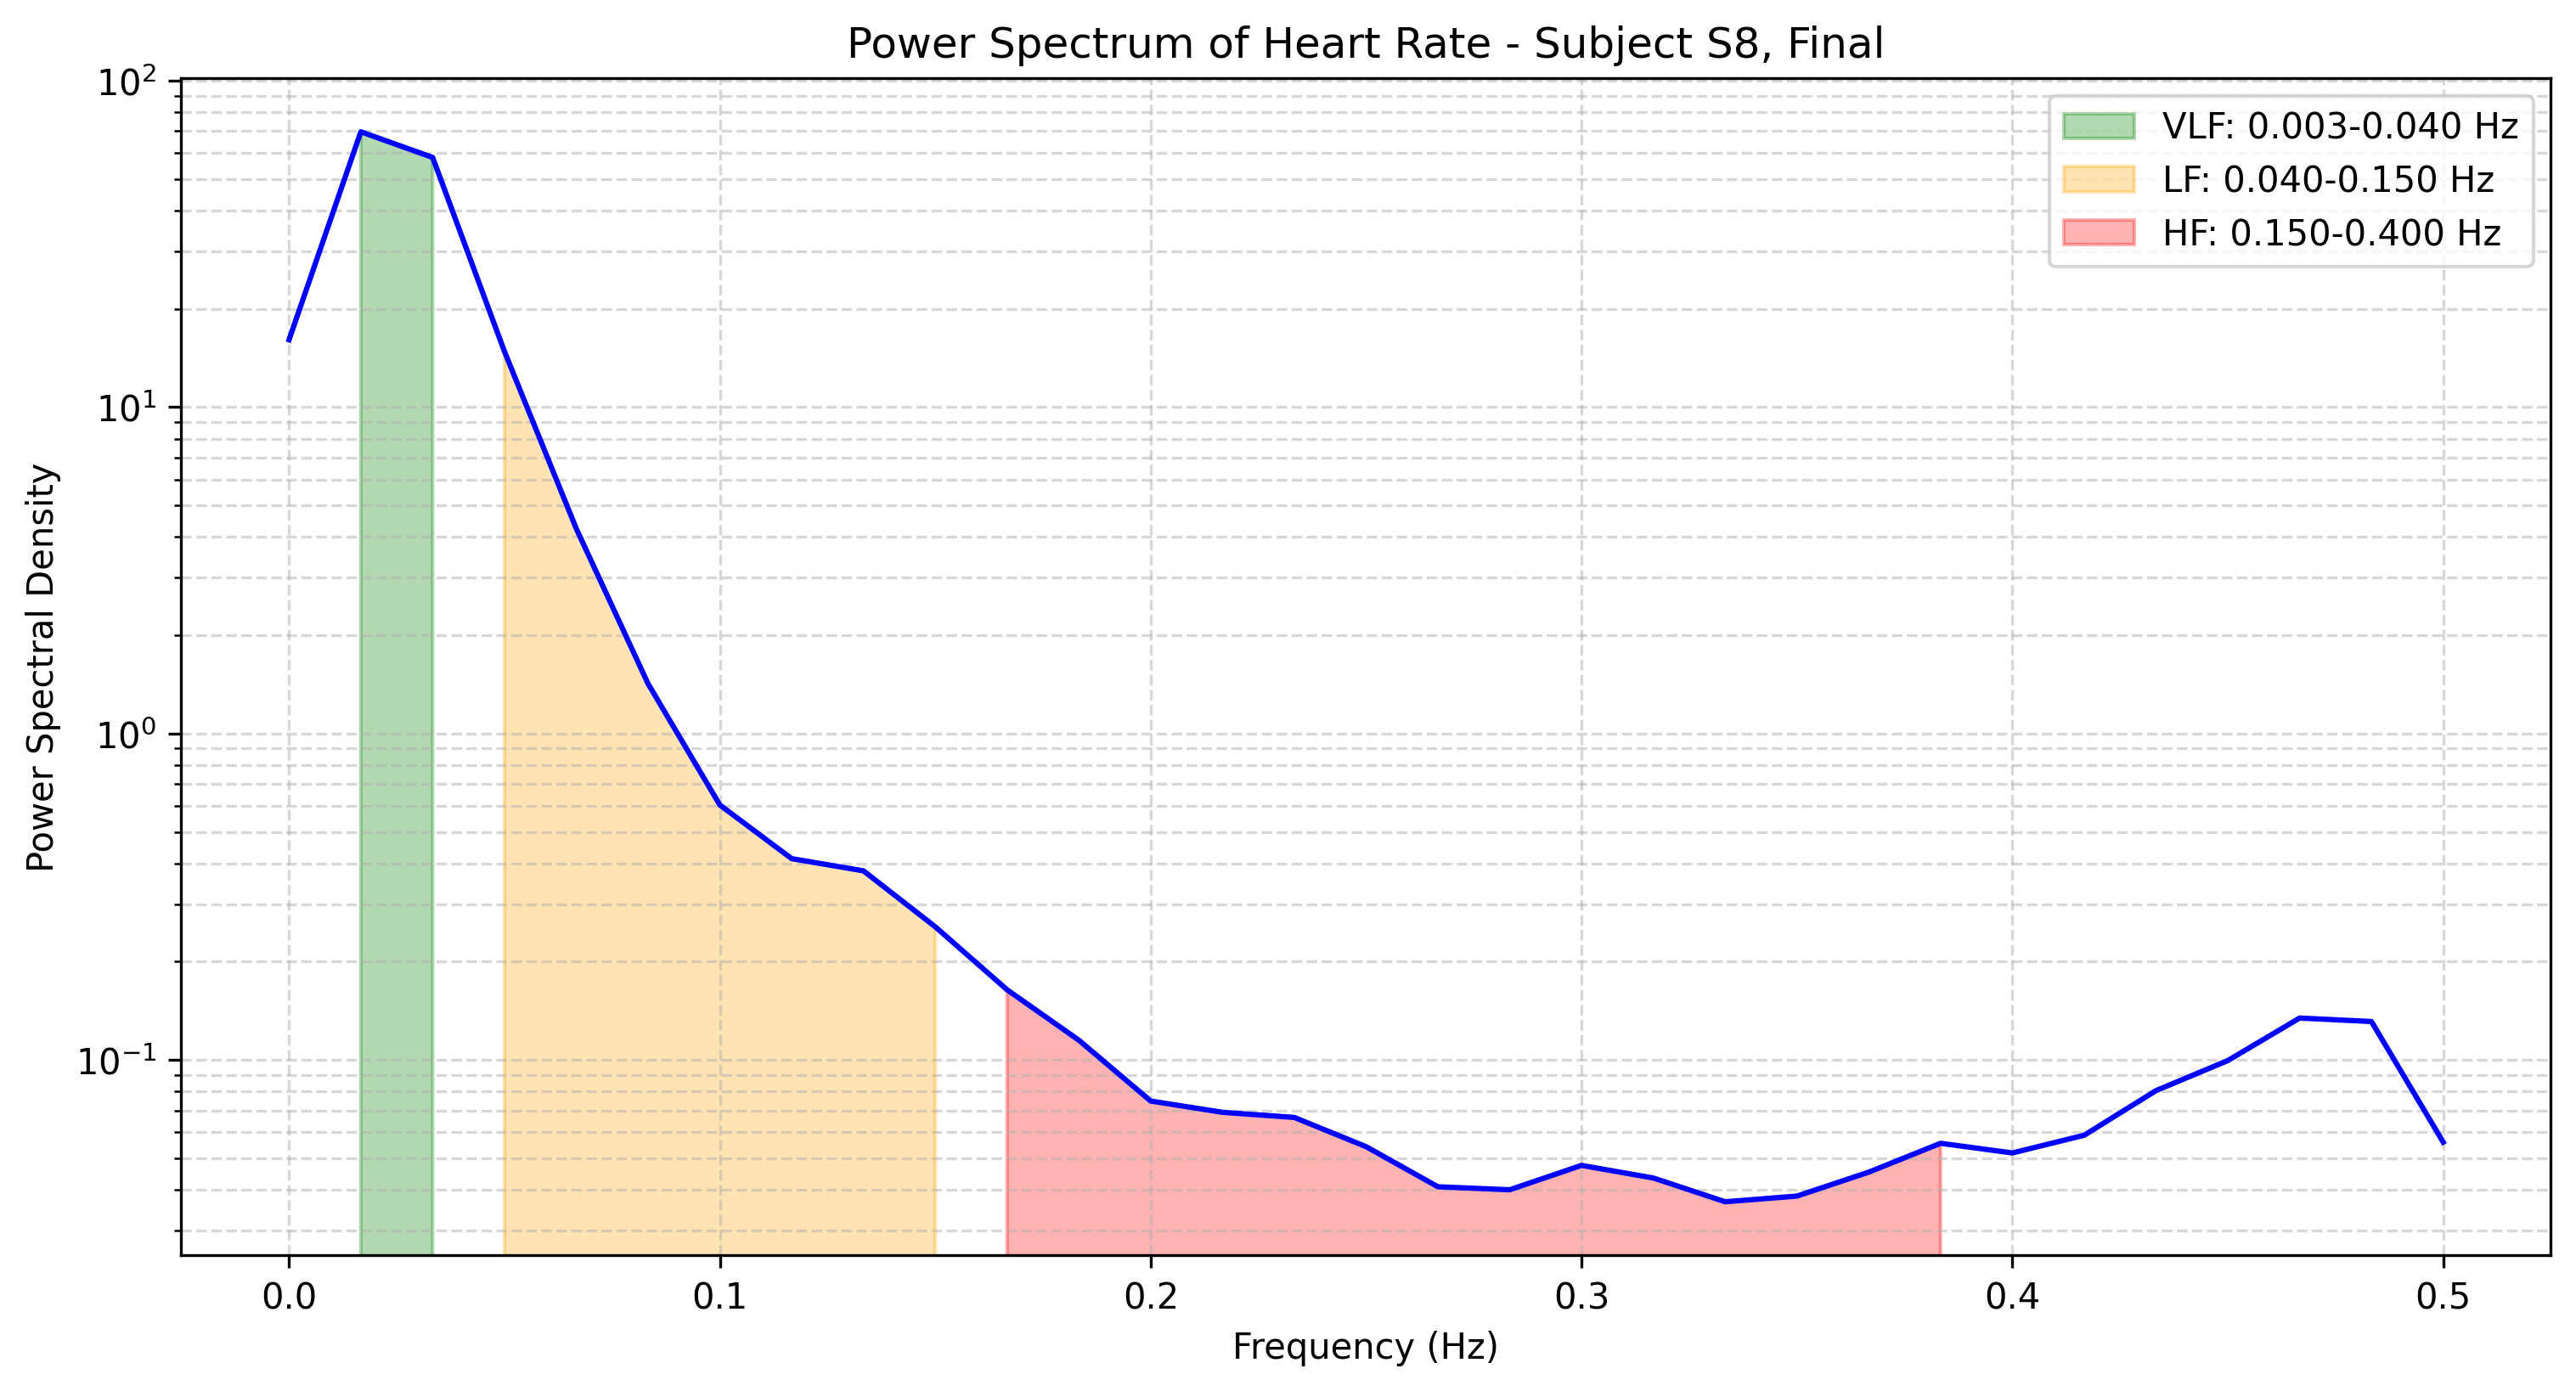 Power Spectrum of Heart Rate - Subject S8, Final
10²
10¹
10⁰
10⁻¹
Power Spectral Density
VLF: 0.003-0.040 Hz
LF: 0.040-0.150 Hz
HF: 0.150-0.400 Hz
0.0 0.1 0.2 0.3 0.4 0.5
Frequency (Hz)